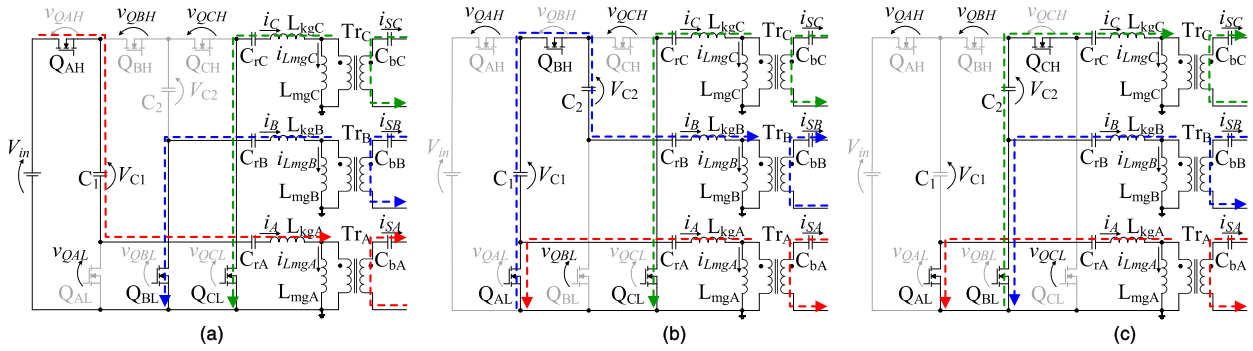 vQAH vQBH vQCH iC LkgC TrC iSC
QAH QBH QCH CrC iLmgC CbC
C2 VC2 LmgC
iB LkgB TrB iSB
Vin CrB iLmgB CbB
C1 VC1 LmgB
iA LkgA TrA iSA
vQAL vQBL vQCL CrA iLmgA CbA
QAL QBL QCL LmgA
(a)
vQAH vQBH vQCH iC LkgC TrC iSC
QAH QBH QCH CrC iLmgC CbC
C2 VC2 LmgC
iB LkgB TrB iSB
Vin CrB iLmgB CbB
C1 VC1 LmgB
iA LkgA TrA iSA
vQAL vQBL vQCL CrA iLmgA CbA
QAL QBL QCL LmgA
(b)
vQAH vQBH vQCH iC LkgC TrC iSC
QAH QBH QCH CrC iLmgC CbC
C2 VC2 LmgC
iB LkgB TrB iSB
Vin CrB iLmgB CbB
C1 VC1 LmgB
iA LkgA TrA iSA
vQAL vQBL vQCL CrA iLmgA CbA
QAL QBL QCL LmgA
(c)